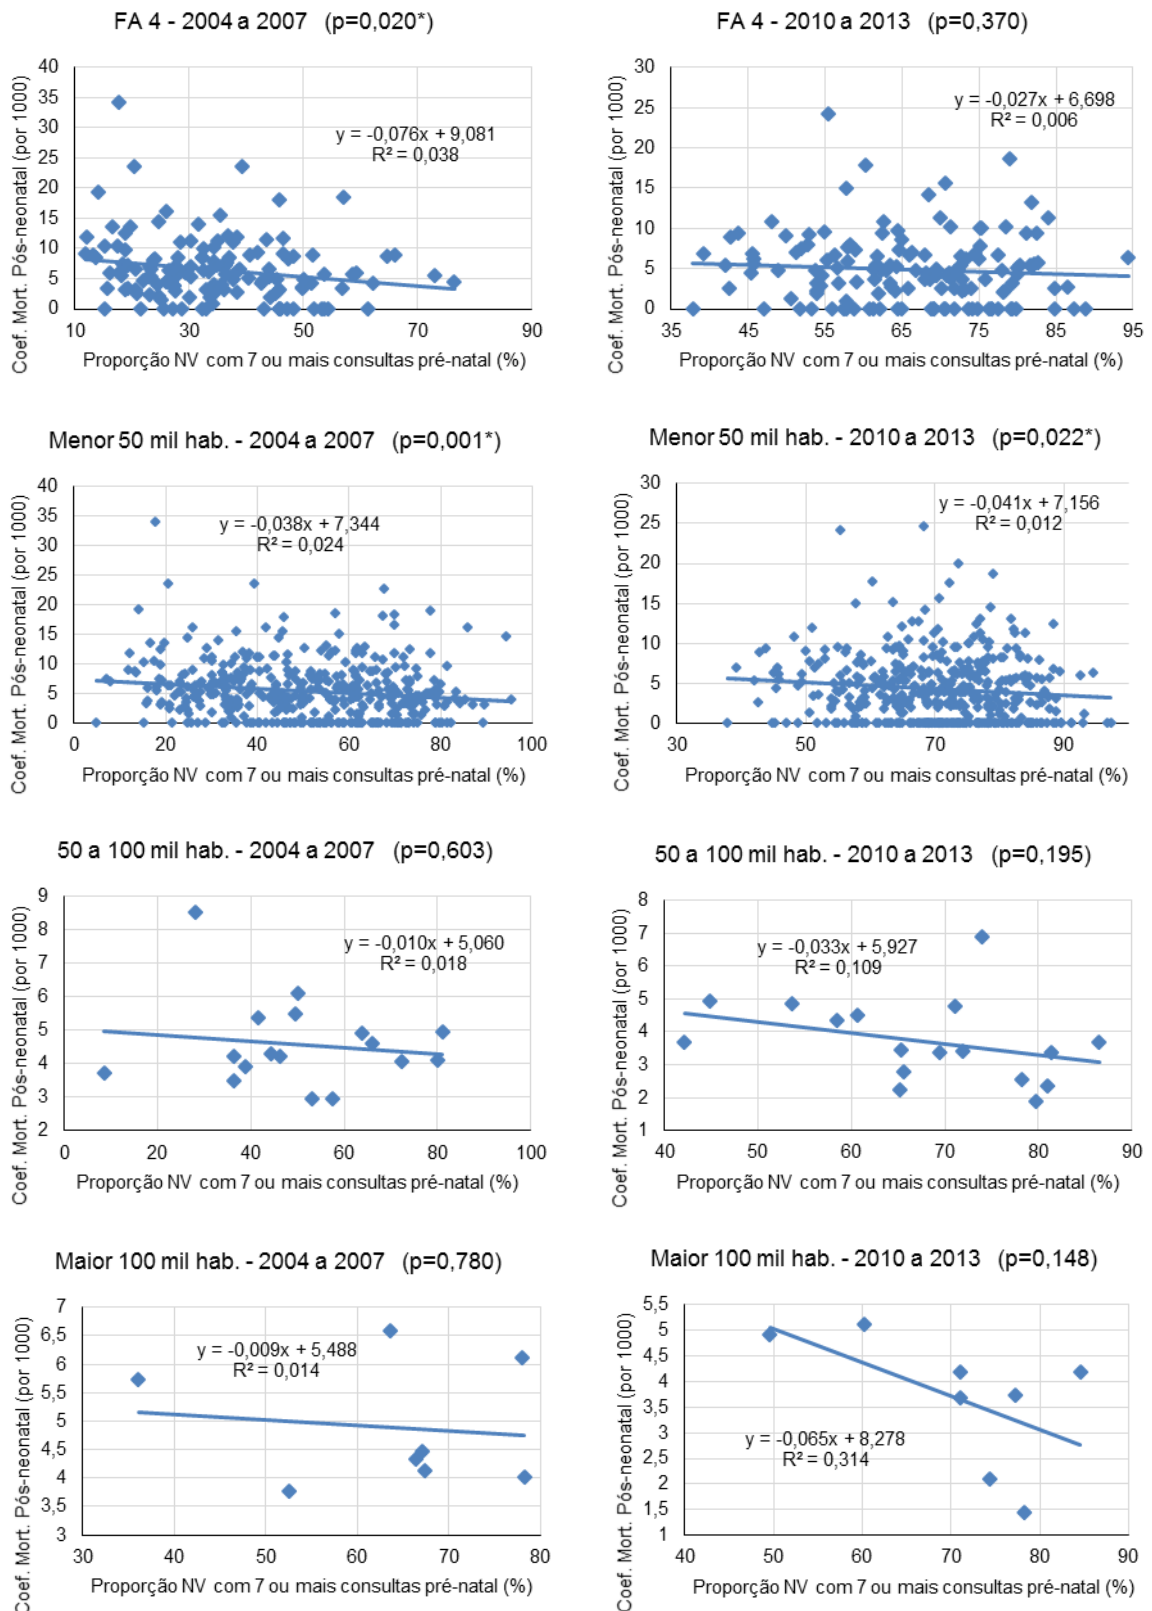 FA 4 - 2004 a 2007 (p=0,020*)
Coef. Mort. Pós-neonatal (por 1000)
40
35
30
25
20
15
10
5
0
y = -0,076x + 9,081
R² = 0,038
10 30 50 70 90
Proporção NV com 7 ou mais consultas pré-natal (%)
FA 4 - 2010 a 2013 (p=0,370)
Coef. Mort. Pós-neonatal (por 1000)
30
25
20
15
10
5
0
y = -0,027x + 6,698
R² = 0,006
35 45 55 65 75 85 95
Proporção NV com 7 ou mais consultas pré-natal (%)
Menor 50 mil hab. - 2004 a 2007 (p=0,001*)
Coef. Mort. Pós-neonatal (por 1000)
40
35
30
25
20
15
10
5
0
y = -0,038x + 7,344
R² = 0,024
0 20 40 60 80 100
Proporção NV com 7 ou mais consultas pré-natal (%)
Menor 50 mil hab. - 2010 a 2013 (p=0,022*)
Coef. Mort. Pós-neonatal (por 1000)
30
25
20
15
10
5
0
y = -0,041x + 7,156
R² = 0,012
30 50 70 90
Proporção NV com 7 ou mais consultas pré-natal (%)
50 a 100 mil hab. - 2004 a 2007 (p=0,603)
Coef. Mort. Pós-neonatal (por 1000)
9
8
7
6
5
4
3
2
y = -0,010x + 5,060
R² = 0,018
0 20 40 60 80 100
Proporção NV com 7 ou mais consultas pré-natal (%)
50 a 100 mil hab. - 2010 a 2013 (p=0,195)
Coef. Mort. Pós-neonatal (por 1000)
8
7
6
5
4
3
2
1
y = -0,033x + 5,927
R² = 0,109
40 50 60 70 80 90
Proporção NV com 7 ou mais consultas pré-natal (%)
Maior 100 mil hab. - 2004 a 2007 (p=0,780)
Coef. Mort. Pós-neonatal (por 1000)
7
6,5
6
5,5
5
4,5
4
3,5
3
y = -0,009x + 5,488
R² = 0,014
30 40 50 60 70 80
Proporção NV com 7 ou mais consultas pré-natal (%)
Maior 100 mil hab. - 2010 a 2013 (p=0,148)
Coef. Mort. Pós-neonatal (por 1000)
5,5
5
4,5
4
3,5
3
2,5
2
1,5
1
y = -0,065x + 8,278
R² = 0,314
40 50 60 70 80 90
Proporção NV com 7 ou mais consultas pré-natal (%)